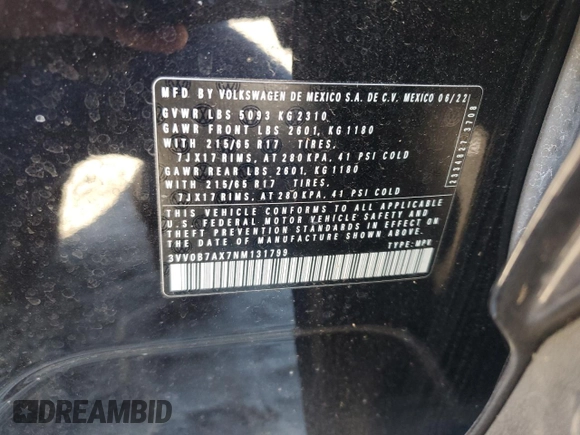 MFD. BY VOLKSWAGEN DE MEXICO S.A. DE C.V. MEXICO 06/22
GVWR LBS 5093 KG 2310
GAWR FRONT LBS 2601, KG 1180
WITH 215/65 R17 TIRES,
7JX17 RIMS, AT 280 KPA, 41 PSI COLD
GAWR REAR LBS 2601, KG 1180
WITH 215/65 R17 TIRES,
7JX17 RIMS, AT 280 KPA, 41 PSI COLD
THIS VEHICLE CONFORMS TO ALL APPLICABLE
U.S. FEDERAL MOTOR VEHICLE SAFETY AND
THEFT PREVENTION STANDARDS IN EFFECT ON
THE DATE OF MANUFACTURE
3VV0B7AX7NM131799 TYPE: MPV
2334827.3708
DREAMBID